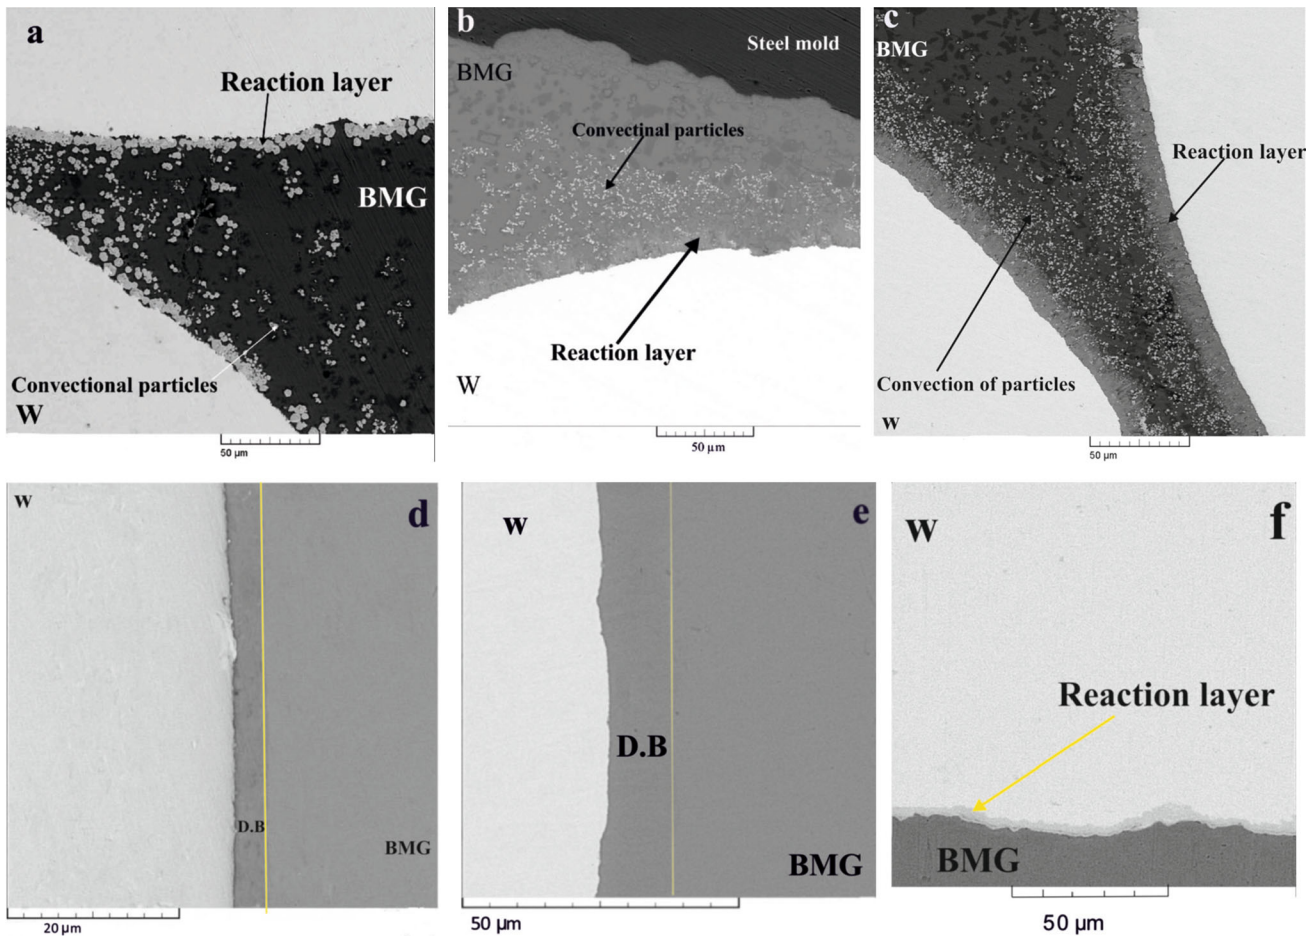 a
Reaction layer
BMG
Convectional particles
W
50 µm
b
Steel mold
BMG
Convectinal particles
Reaction layer
W
50 µm
c
BMG
Reaction layer
Convection of particles
w
50 µm
w
d
D.B
BMG
20 µm
w
e
D.B
BMG
50 µm
W
f
Reaction layer
BMG
50 µm